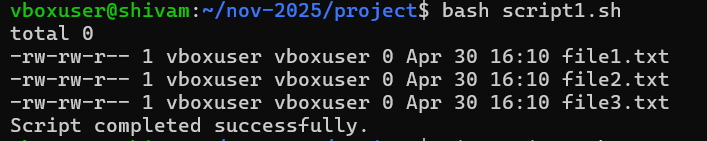 vboxuser@shivam:~/nov-2025/project$ bash script1.sh
total 0
-rw-rw-r-- 1 vboxuser vboxuser 0 Apr 30 16:10 file1.txt
-rw-rw-r-- 1 vboxuser vboxuser 0 Apr 30 16:10 file2.txt
-rw-rw-r-- 1 vboxuser vboxuser 0 Apr 30 16:10 file3.txt
Script completed successfully.